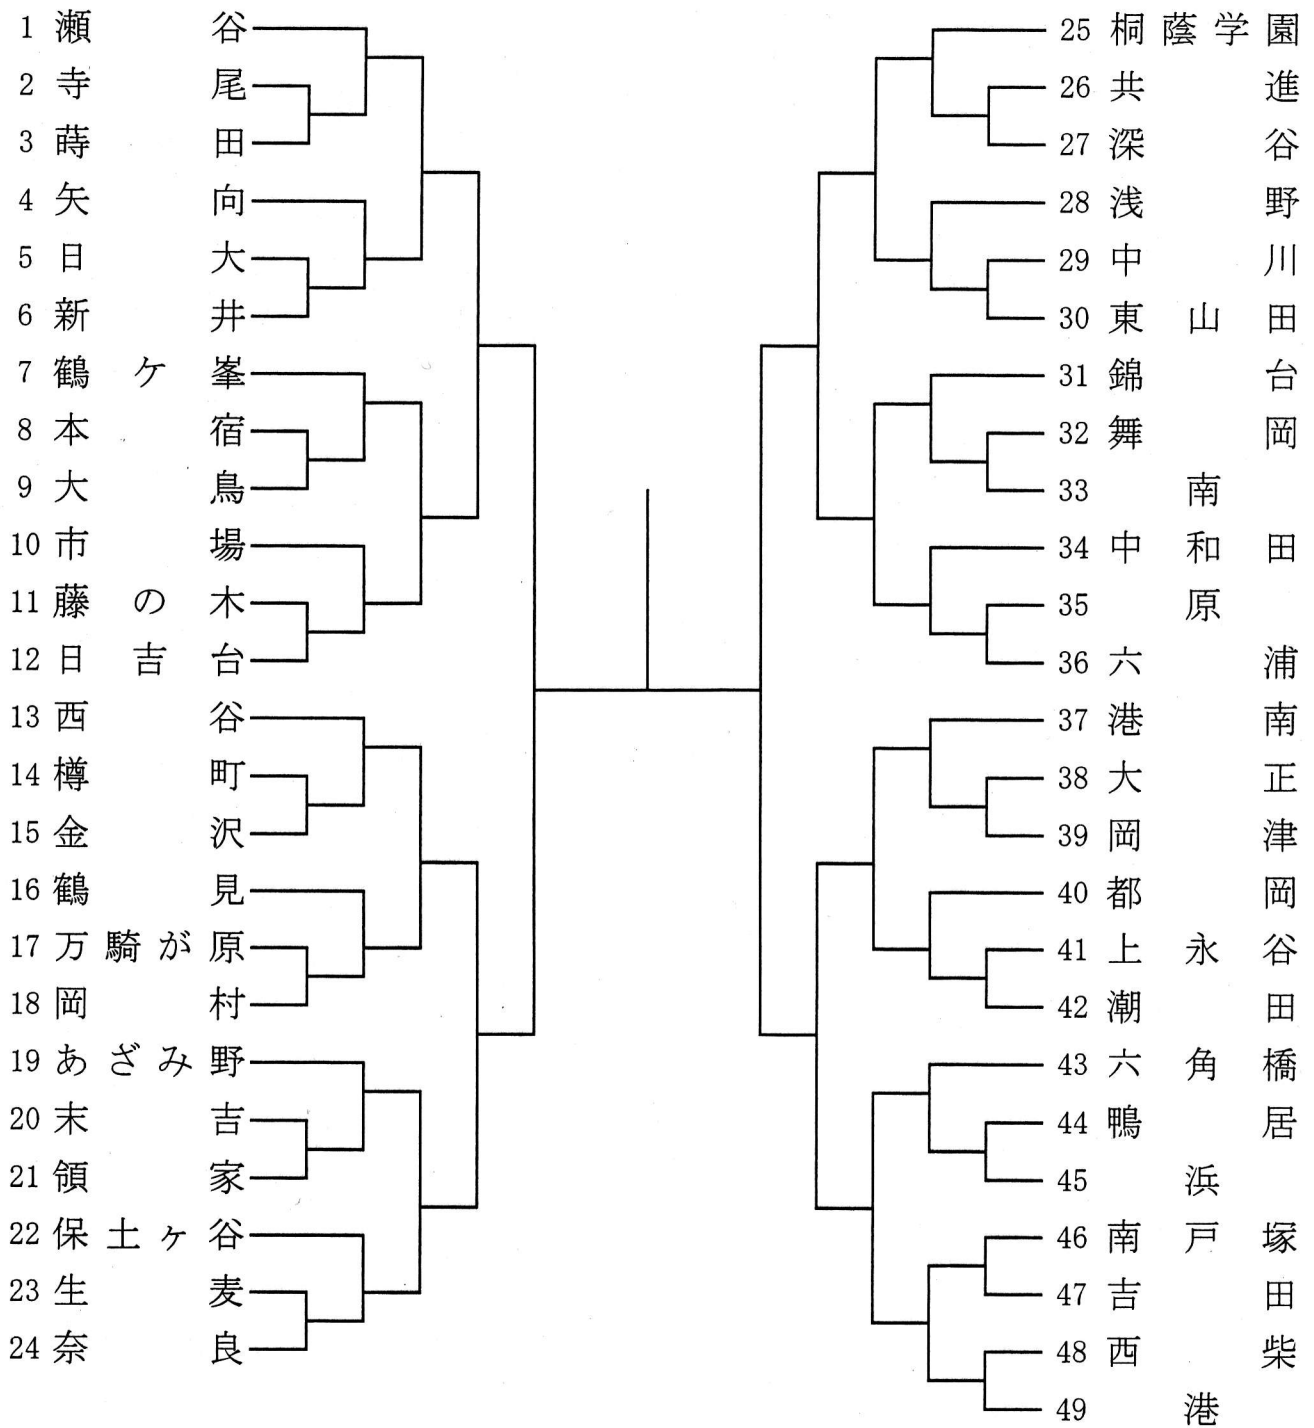 1 瀬谷
2 寺尾
3 蒔田
4 矢向
5 日大
6 新井
7 鶴ケ峯
8 本宿
9 大鳥
10 市場
11 藤の木
12 日吉台
13 西谷
14 樽町
15 金沢
16 鶴見
17 万騎が原
18 岡村
19 あざみ野
20 末吉
21 領家
22 保土ヶ谷
23 生麦
24 奈良
25 桐蔭学園
26 共進
27 深谷
28 浅野
29 中川
30 東山田
31 錦台
32 舞岡
33 南
34 中和田
35 原
36 六浦
37 港南
38 大正
39 岡津
40 都岡
41 上永谷
42 潮田
43 六角橋
44 鴨居
45 浜
46 南戸塚
47 吉田
48 西柴
49 港